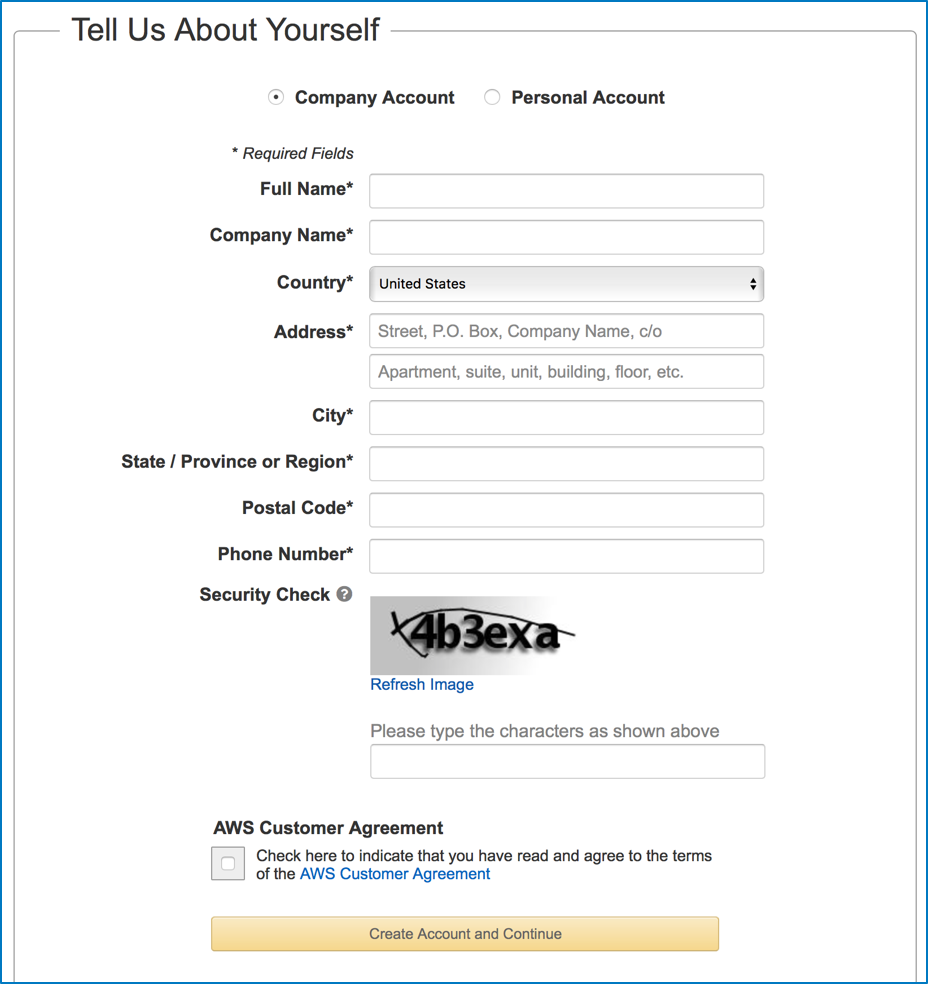 Tell Us About Yourself
Company Account Personal Account
* Required Fields
Full Name*
Company Name*
Country* United States
Address* Street, P.O. Box, Company Name, c/o
Apartment, suite, unit, building, floor, etc.
City*
State / Province or Region*
Postal Code*
Phone Number*
Security Check ?
4b3exa
Refresh Image
Please type the characters as shown above
AWS Customer Agreement
Check here to indicate that you have read and agree to the terms
of the AWS Customer Agreement
Create Account and Continue